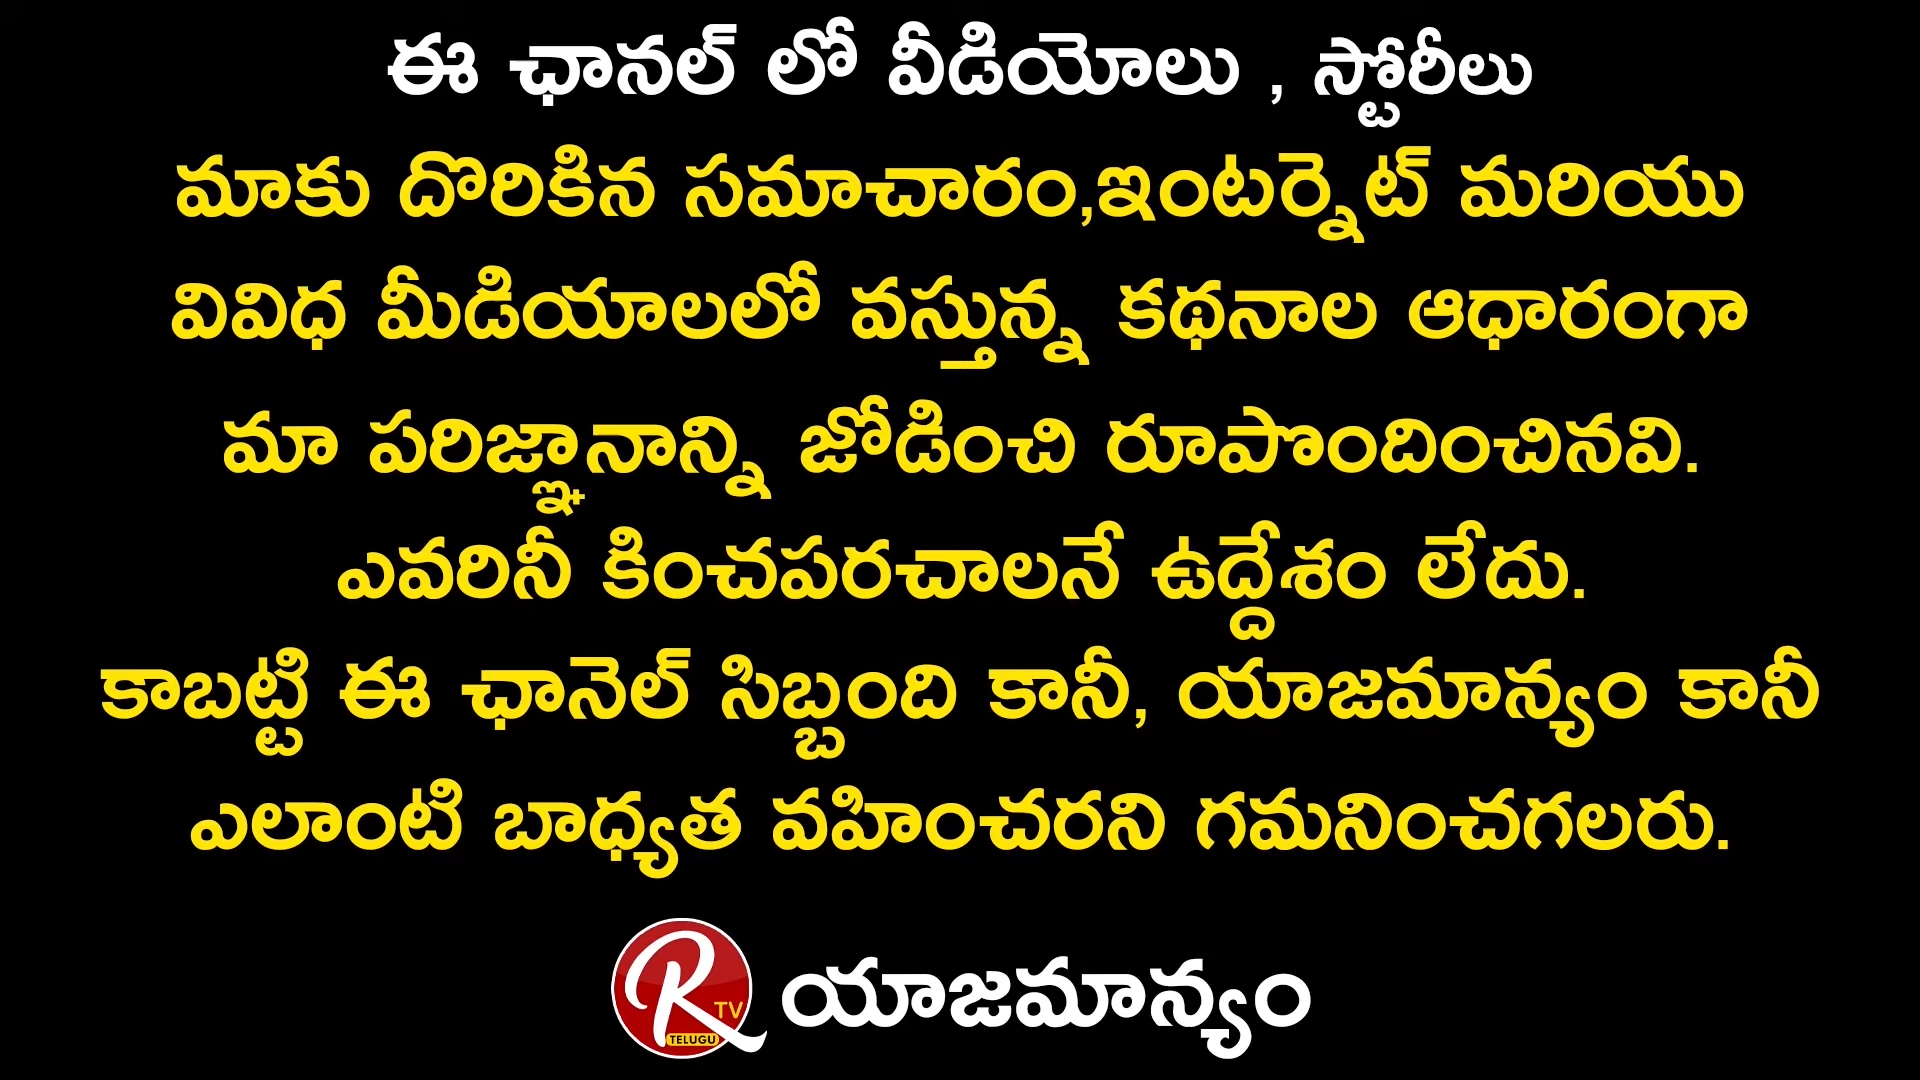 ఈ ఛానల్ లో వీడియోలు , స్టోరీలు
మాకు దొరికిన సమాచారం,ఇంటర్నెట్ మరియు
వివిధ మీడియాలలో వస్తున్న కథనాల ఆధారంగా
మా పరిజ్ఞానాన్ని జోడించి రూపొందించినవి.
ఎవరినీ కించపరచాలనే ఉద్దేశం లేదు.
కాబట్టి ఈ ఛానెల్ సిబ్బంది కానీ, యాజమాన్యం కానీ
ఎలాంటి బాధ్యత వహించరని గమనించగలరు.
R TV TELUGU యాజమాన్యం